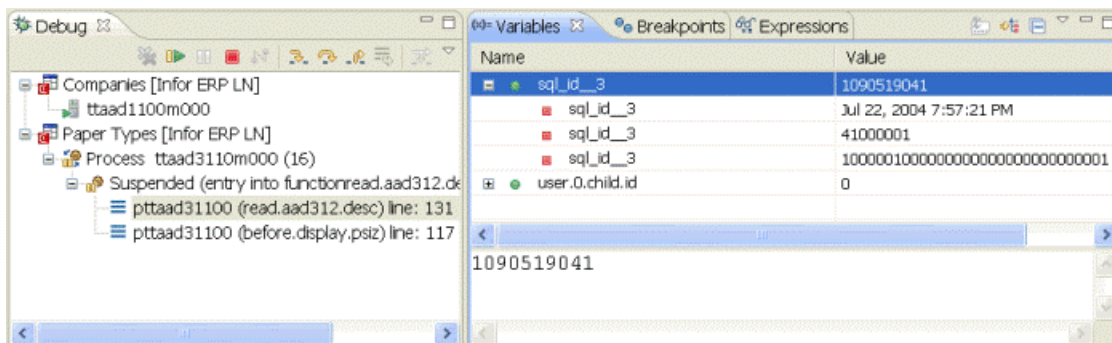 Debug
Companies [Infor ERP LN]
ttaad1100m000
Paper Types [Infor ERP LN]
Process ttaad3110m000 (16)
Suspended (entry into functionread.aad312.de
pttaad31100 (read.aad312.desc) line: 131
pttaad31100 (before.display.psiz) line: 117
(x)= Variables Breakpoints Expressions
Name Value
sql_id__3 1090519041
sql_id__3 Jul 22, 2004 7:57:21 PM
sql_id__3 41000001
sql_id__3 1000001000000000000000000000001
user.0.child.id 0
1090519041